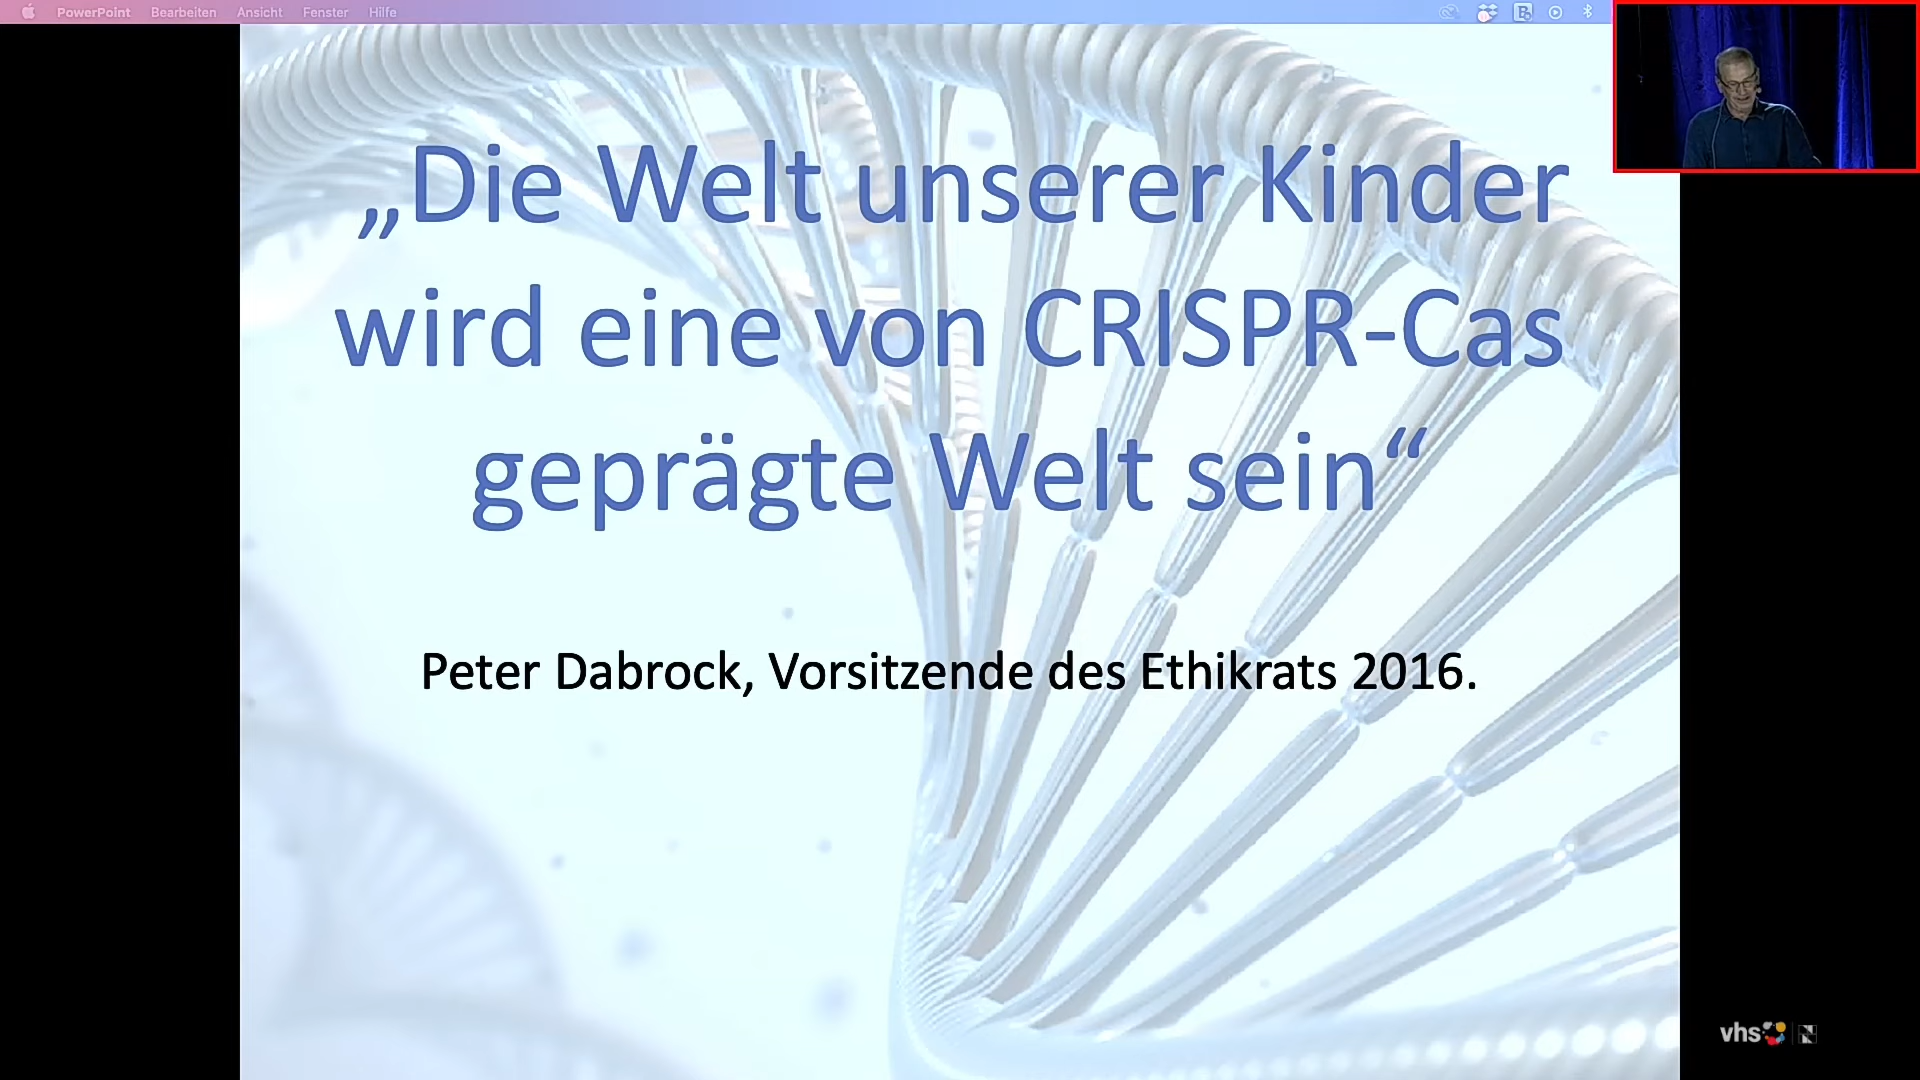 PowerPoint Bearbeiten Ansicht Fenster Hilfe
„Die Welt unserer Kinder
wird eine von CRISPR-Cas
geprägte Welt sein“
Peter Dabrock, Vorsitzende des Ethikrats 2016.
vhs